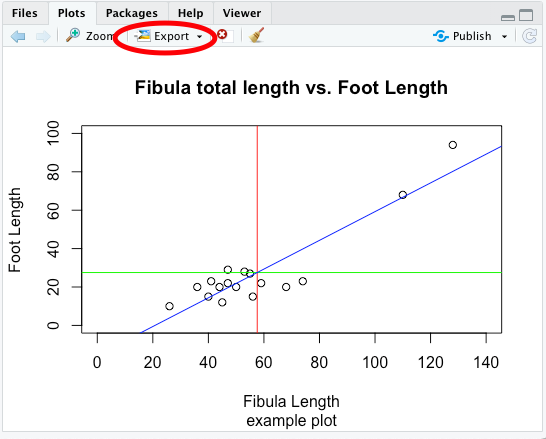 Files Plots Packages Help Viewer
Zoom Export Publish
Fibula total length vs. Foot Length
Foot Length
100
80
60
40
20
0
0 20 40 60 80 100 120 140
Fibula Length
example plot